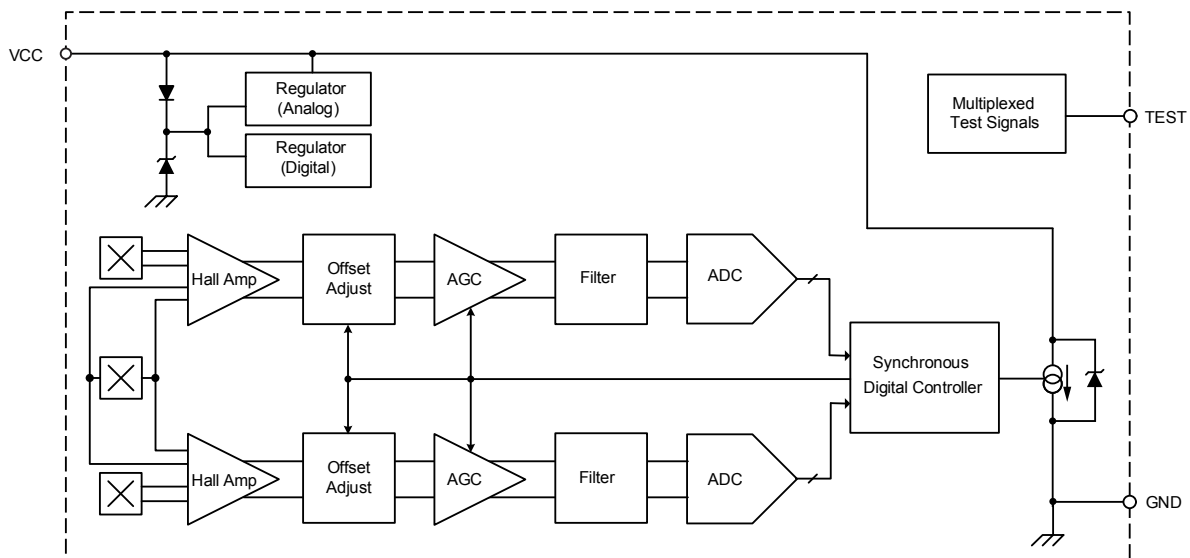 VCC
Regulator
(Analog)
Regulator
(Digital)
Multiplexed
Test Signals
TEST
Hall Amp
Offset
Adjust
AGC
Filter
ADC
Synchronous
Digital Controller
Hall Amp
Offset
Adjust
AGC
Filter
ADC
GND